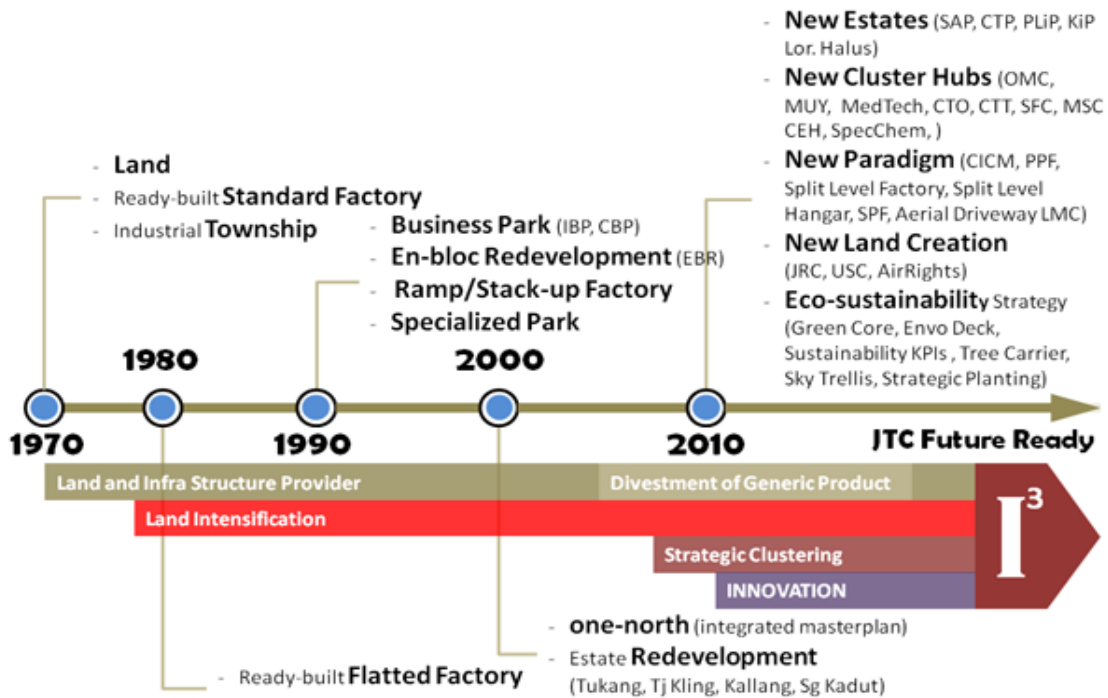 - New Estates (SAP, CTP, PLiP, KiP
Lor. Halus)
- New Cluster Hubs (OMC,
MUY, MedTech, CTO, CTT, SFC, MSC
CEH, SpecChem, )
- New Paradigm (CICM, PPF,
Split Level Factory, Split Level
Hangar, SPF, Aerial Driveway LMC)
- New Land Creation
(JRC, USC, AirRights)
- Eco-sustainability Strategy
(Green Core, Envo Deck,
Sustainability KPIs , Tree Carrier,
Sky Trellis, Strategic Planting)
- Land
- Ready-built Standard Factory
- Industrial Township
- Business Park (IBP, CBP)
- En-bloc Redevelopment (EBR)
- Ramp/Stack-up Factory
- Specialized Park
1980
2000
1970
1990
2010
JTC Future Ready
Land and Infra Structure Provider
Divestment of Generic Product
Land Intensification
Strategic Clustering
INNOVATION
I³
- one-north (integrated masterplan)
- Estate Redevelopment
(Tukang, Tj Kling, Kallang, Sg Kadut)
- Ready-built Flatted Factory